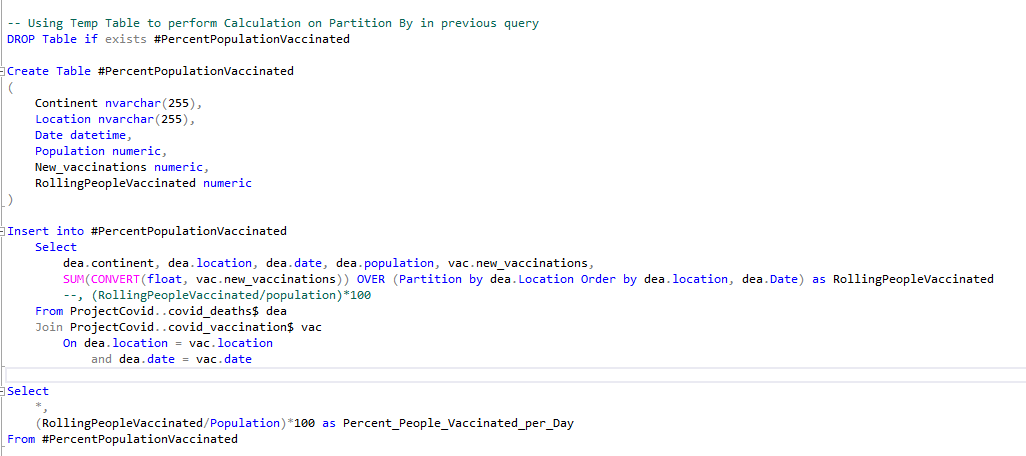 -- Using Temp Table to perform Calculation on Partition By in previous query
DROP Table if exists #PercentPopulationVaccinated
Create Table #PercentPopulationVaccinated
(
    Continent nvarchar(255),
    Location nvarchar(255),
    Date datetime,
    Population numeric,
    New_vaccinations numeric,
    RollingPeopleVaccinated numeric
)
Insert into #PercentPopulationVaccinated
    Select
        dea.continent, dea.location, dea.date, dea.population, vac.new_vaccinations,
        SUM(CONVERT(float, vac.new_vaccinations)) OVER (Partition by dea.Location Order by dea.location, dea.Date) as RollingPeopleVaccinated
        --, (RollingPeopleVaccinated/population)*100
    From ProjectCovid..covid_deaths$ dea
    Join ProjectCovid..covid_vaccination$ vac
        On dea.location = vac.location
            and dea.date = vac.date
Select
    *,
    (RollingPeopleVaccinated/Population)*100 as Percent_People_Vaccinated_per_Day
From #PercentPopulationVaccinated